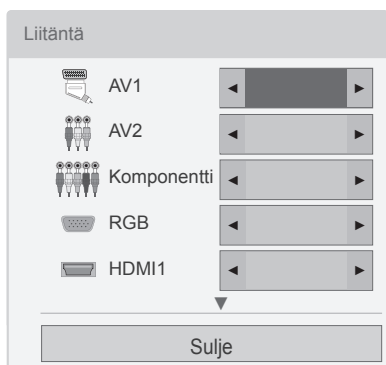 Liitäntä
AV1
AV2
Komponentti
RGB
HDMI1
Sulje